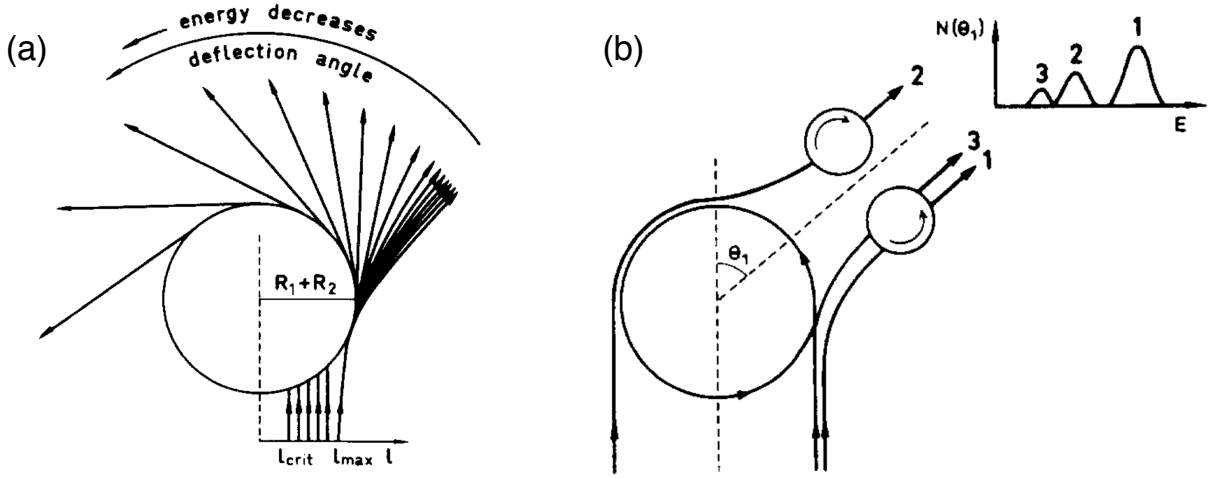 (a)
energy decreases
deflection angle
R₁+R₂
lcrit lmax l
(b)
2
3
1
θ₁
N(θ₁)
1
2
3
E